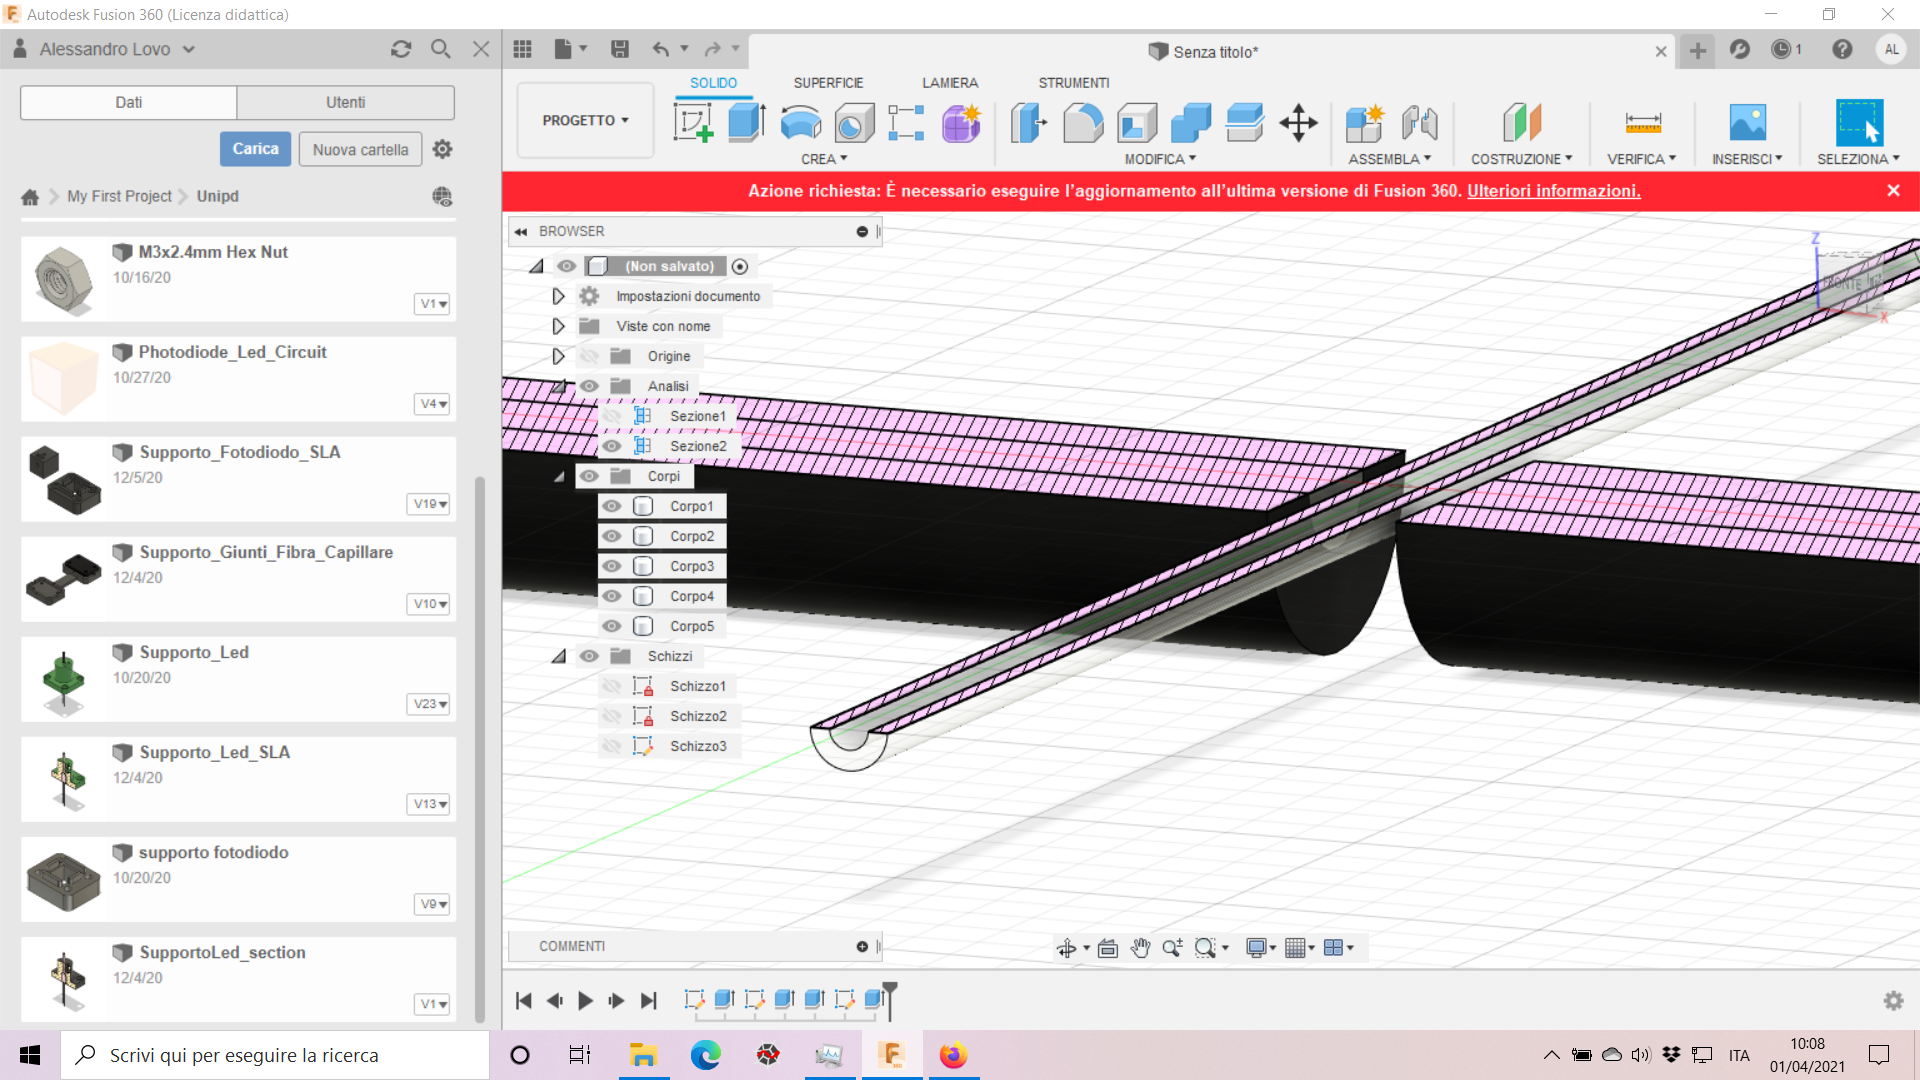 Autodesk Fusion 360 (Licenza didattica)
Alessandro Lovo
Senza titolo*
1
AL
Dati
Utenti
Carica
Nuova cartella
My First Project
Unipd
M3x2.4mm Hex Nut
10/16/20
V1
Photodiode_Led_Circuit
10/27/20
V4
Supporto_Fotodiodo_SLA
12/5/20
V19
Supporto_Giunti_Fibra_Capillare
12/4/20
V10
Supporto_Led
10/20/20
V23
Supporto_Led_SLA
12/4/20
V13
supporto fotodiodo
10/20/20
V9
SupportoLed_section
12/4/20
V1
PROGETTO
SOLIDO
SUPERFICIE
LAMIERA
STRUMENTI
CREA
MODIFICA
ASSEMBLA
COSTRUZIONE
VERIFICA
INSERISCI
SELEZIONA
Azione richiesta: È necessario eseguire l'aggiornamento all'ultima versione di Fusion 360. Ulteriori informazioni.
BROWSER
(Non salvato)
Impostazioni documento
Viste con nome
Origine
Analisi
Sezione1
Sezione2
Corpi
Corpo1
Corpo2
Corpo3
Corpo4
Corpo5
Schizzi
Schizzo1
Schizzo2
Schizzo3
Z
X
COMMENTI
Scrivi qui per eseguire la ricerca
ITA
10:08
01/04/2021